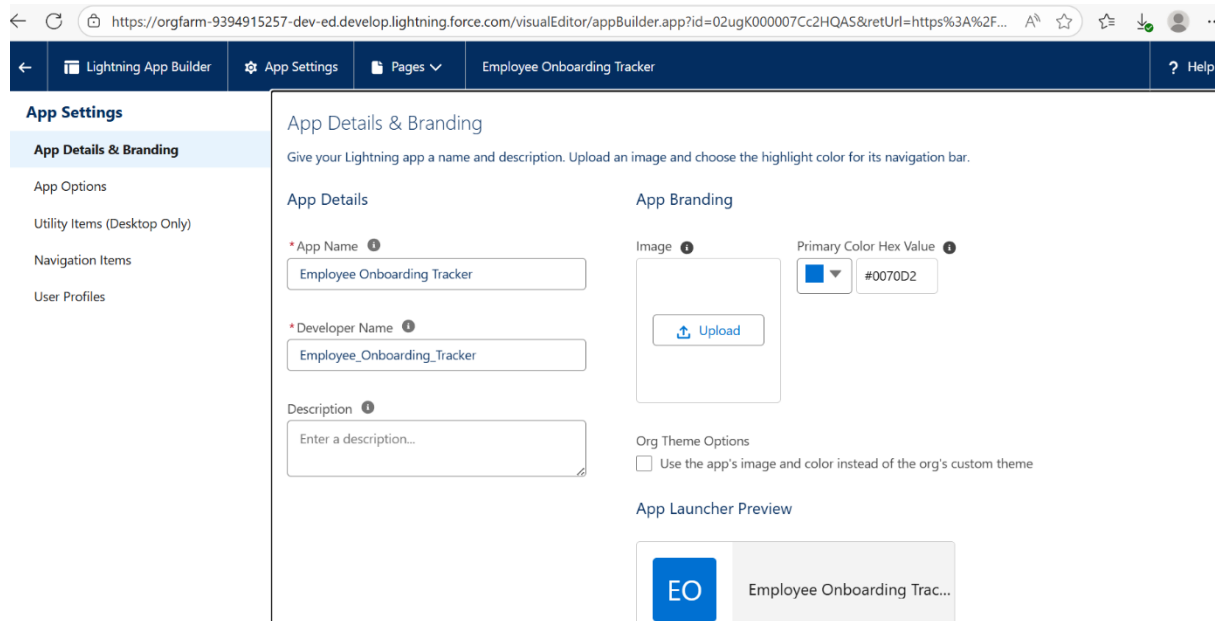 https://orgfarm-9394915257-dev-ed.develop.lightning.force.com/visualEditor/appBuilder.app?id=02ugK000007Cc2HQAS&retUrl=https%3A%2F...
Lightning App Builder
App Settings
Pages
Employee Onboarding Tracker
? Help
App Settings
App Details & Branding
App Options
Utility Items (Desktop Only)
Navigation Items
User Profiles
App Details & Branding
Give your Lightning app a name and description. Upload an image and choose the highlight color for its navigation bar.
App Details
*App Name
Employee Onboarding Tracker
*Developer Name
Employee_Onboarding_Tracker
Description
Enter a description...
App Branding
Image
Upload
Primary Color Hex Value
#0070D2
Org Theme Options
Use the app's image and color instead of the org's custom theme
App Launcher Preview
EO
Employee Onboarding Trac...